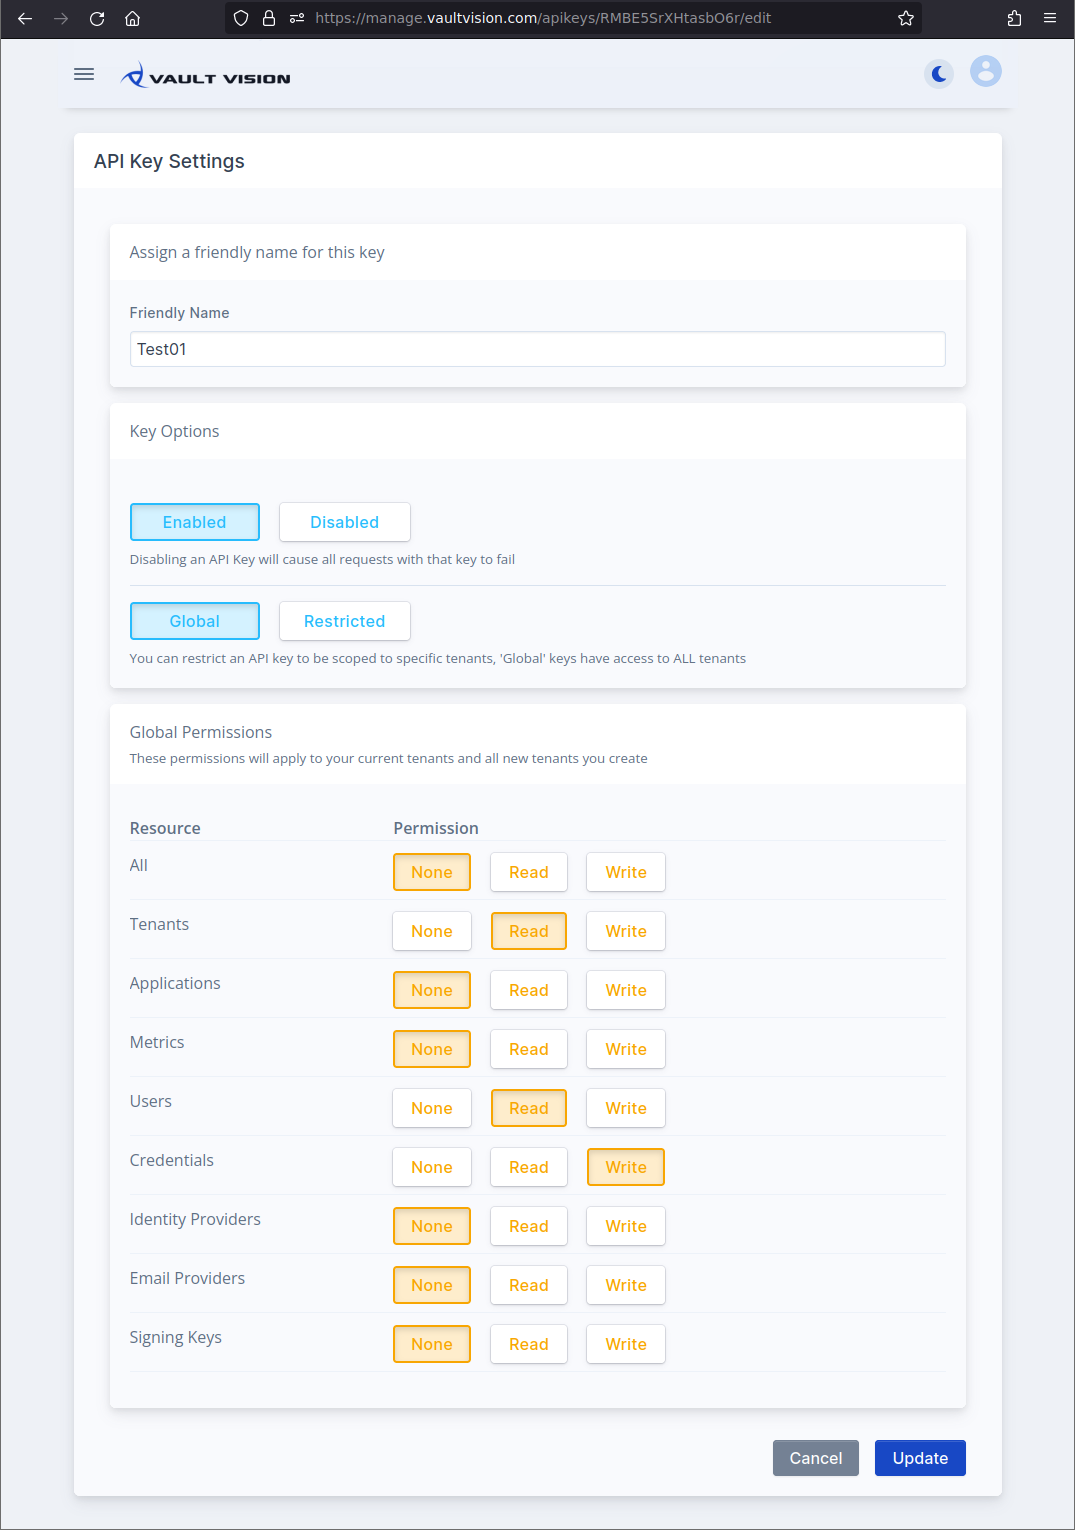 https://manage.vaultvision.com/apikeys/RMBE5SrXHtasbO6r/edit
VAULT VISION
API Key Settings
Assign a friendly name for this key
Friendly Name
Test01
Key Options
Enabled Disabled
Disabling an API Key will cause all requests with that key to fail
Global Restricted
You can restrict an API key to be scoped to specific tenants, 'Global' keys have access to ALL tenants
Global Permissions
These permissions will apply to your current tenants and all new tenants you create
Resource Permission
All None Read Write
Tenants None Read Write
Applications None Read Write
Metrics None Read Write
Users None Read Write
Credentials None Read Write
Identity Providers None Read Write
Email Providers None Read Write
Signing Keys None Read Write
Cancel Update